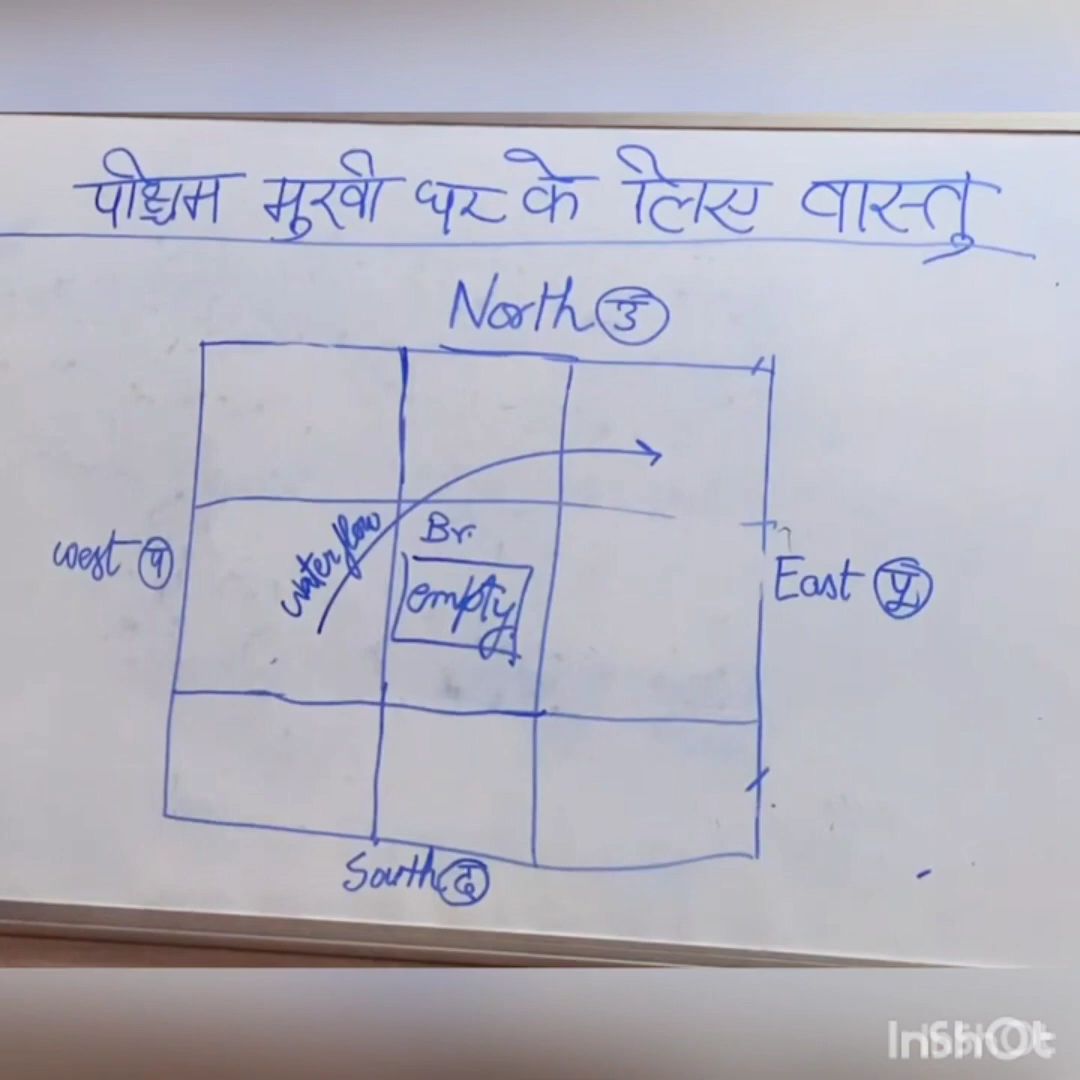 पश्चिम मुखी घर के लिए वास्तु
North उ
West प
water flow
Br.
empty
East पू
South द
InShOt